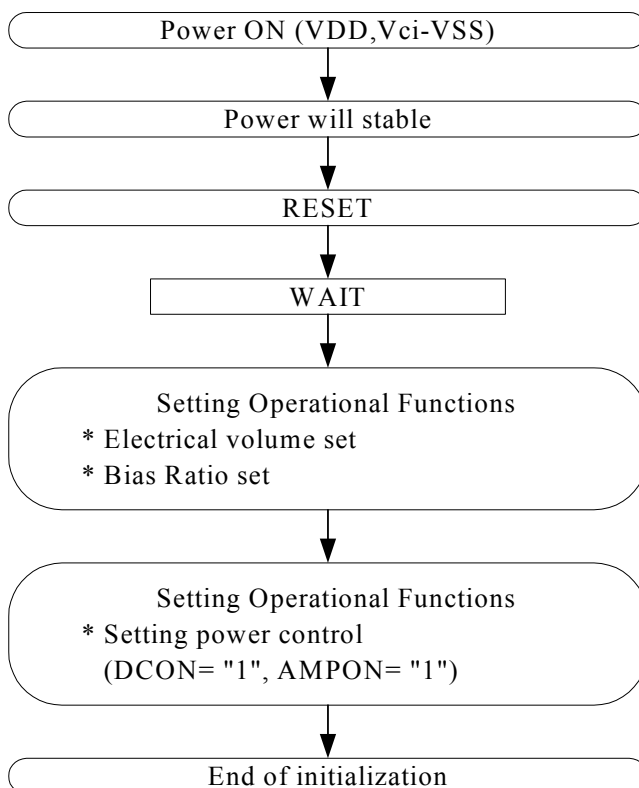 Power ON (VDD,Vci-VSS)
Power will stable
RESET
WAIT
Setting Operational Functions
* Electrical volume set
* Bias Ratio set
Setting Operational Functions
* Setting power control
(DCON= "1", AMPON= "1")
End of initialization